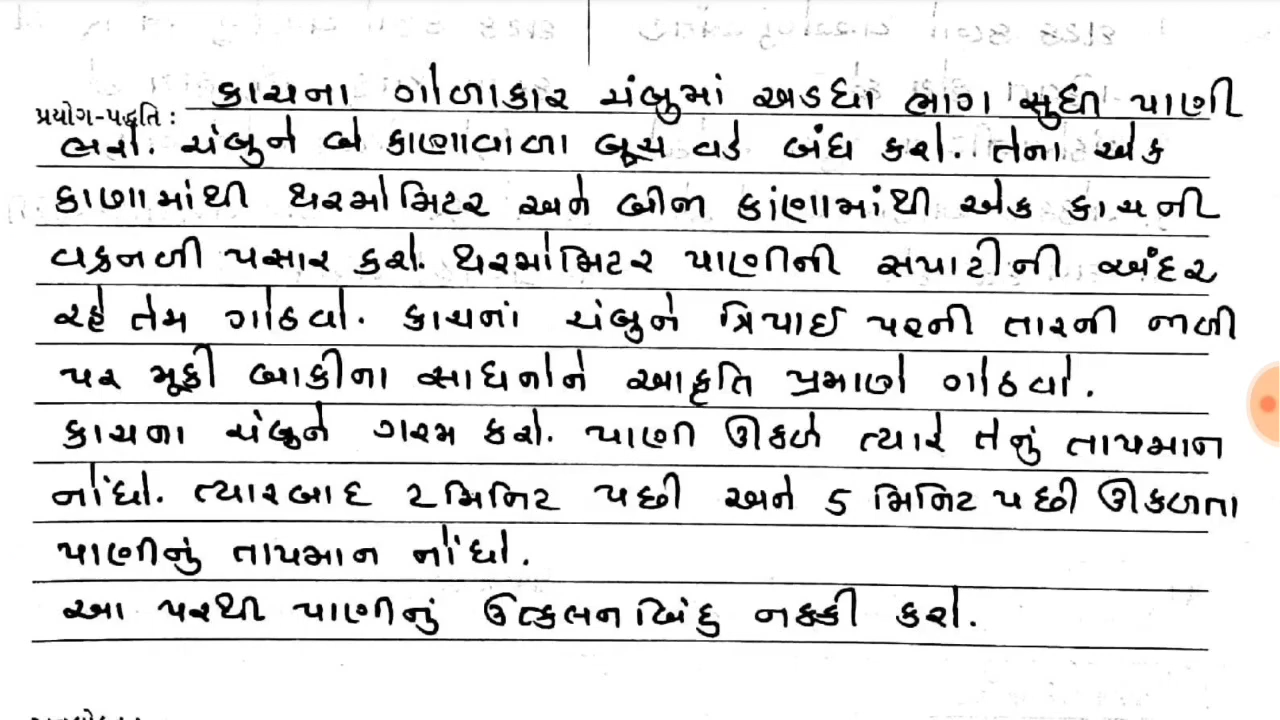 પ્રયોગ-પદ્ધતિ : કાચના ગોળાકાર ચંબુમાં અડધા ભાગ સુધી પાણી
ભરો. ચંબુને બે કાણાવાળા બૂચ વડે બંધ કરો. તેના એક
કાણામાંથી થરમોમિટર અને બીજા કાંણામાંથી એક કાચની
વક્રનળી પસાર કરો. થરમોમિટર પાણીની સપાટીની અંદર
રહે તેમ ગોઠવો. કાચનાં ચંબુને ત્રિપાઈ પરની તારની જાળી
પર મૂકી બાકીના સાધનોને આકૃતિ પ્રમાણે ગોઠવો.
કાચના ચંબુને ગરમ કરો. પાણી ઊકળે ત્યારે તેનું તાપમાન
નોંધો. ત્યારબાદ 2 મિનિટ પછી અને 5 મિનિટ પછી ઊકળતા
પાણીનું તાપમાન નોંધો.
આ પરથી પાણીનું ઉત્કલનબિંદુ નક્કી કરો.